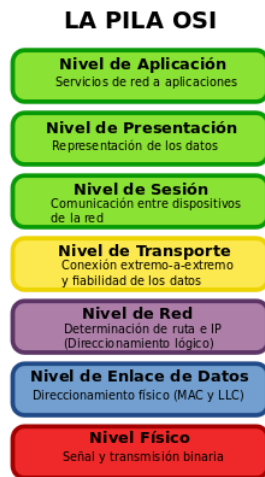 LA PILA OSI
Nivel de Aplicación
Servicios de red a aplicaciones
Nivel de Presentación
Representación de los datos
Nivel de Sesión
Comunicación entre dispositivos
de la red
Nivel de Transporte
Conexión extremo-a-extremo
y fiabilidad de los datos
Nivel de Red
Determinación de ruta e IP
(Direccionamiento lógico)
Nivel de Enlace de Datos
Direccionamiento físico (MAC y LLC)
Nivel Físico
Señal y transmisión binaria